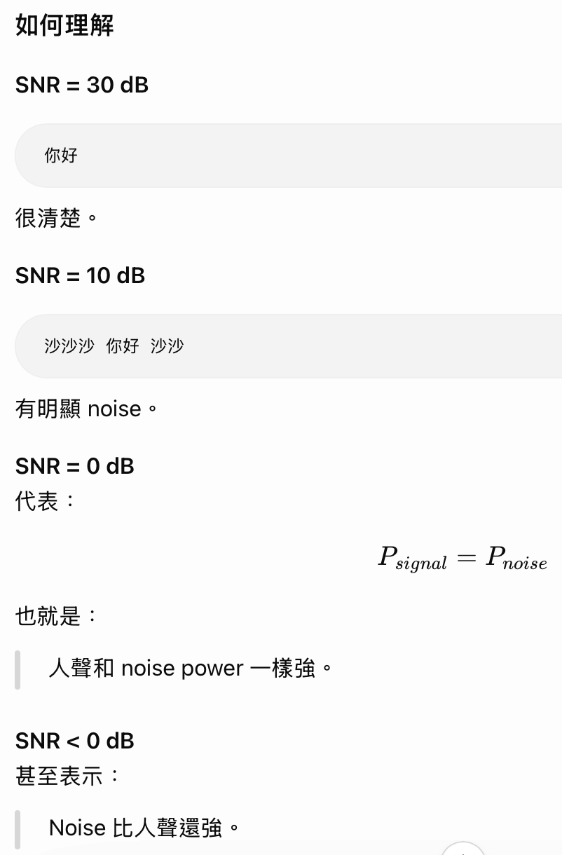 如何理解
SNR = 30 dB
你好
很清楚。
SNR = 10 dB
沙沙沙 你好 沙沙
有明顯 noise。
SNR = 0 dB
代表：
P_{signal} = P_{noise}
也就是：
人聲和 noise power 一樣強。
SNR < 0 dB
甚至表示：
Noise 比人聲還強。